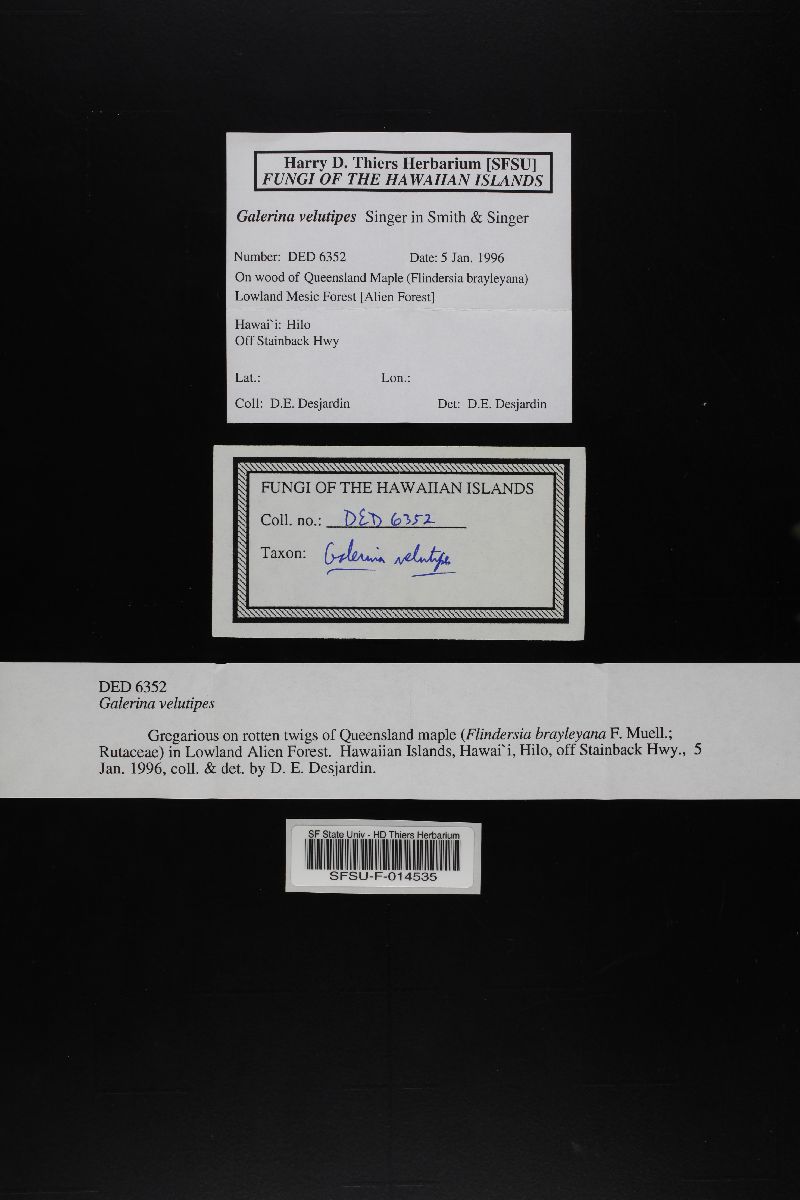 Harry D. Thiers Herbarium [SFSU]
FUNGI OF THE HAWAIIAN ISLANDS
Galerina velutipes Singer in Smith & Singer
Number: DED 6352 Date: 5 Jan. 1996
On wood of Queensland Maple (Flindersia brayleyana)
Lowland Mesic Forest [Alien Forest]
Hawai`i: Hilo
Off Stainback Hwy
Lat.: Lon.:
Coll: D.E. Desjardin Det: D.E. Desjardin
FUNGI OF THE HAWAIIAN ISLANDS
Coll. no.: DED 6352
Taxon: Galerina velutipes
DED 6352
Galerina velutipes
Gregarious on rotten twigs of Queensland maple (Flindersia brayleyana F. Muell.;
Rutaceae) in Lowland Alien Forest. Hawaiian Islands, Hawai`i, Hilo, off Stainback Hwy., 5
Jan. 1996, coll. & det. by D. E. Desjardin.
SF State Univ - HD Thiers Herbarium
SFSU-F-014535